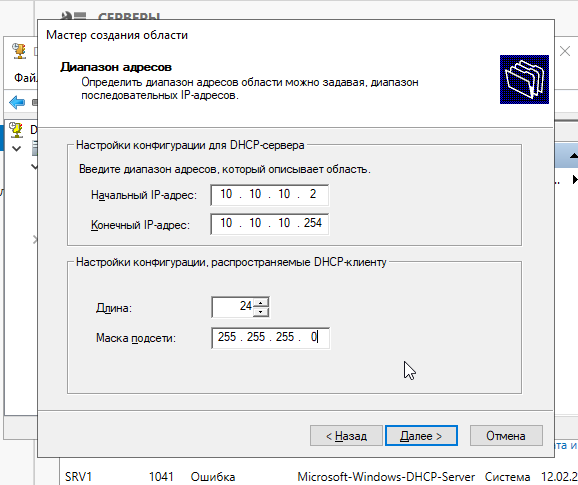 СЕРВЕРЫ
Мастер создания области
Диапазон адресов
Определить диапазон адресов области можно задавая, диапазон
последовательных IP-адресов.
Фай
D
Настройки конфигурации для DHCP-сервера
Введите диапазон адресов, который описывает область.
Начальный IP-адрес: 10 . 10 . 10 . 2
Конечный IP-адрес: 10 . 10 . 10 . 254
Настройки конфигурации, распространяемые DHCP-клиенту
Длина: 24
Маска подсети: 255 . 255 . 255 . 0
< Назад
Далее >
Отмена
SRV1 1041 Ошибка Microsoft-Windows-DHCP-Server Система 12.02.2